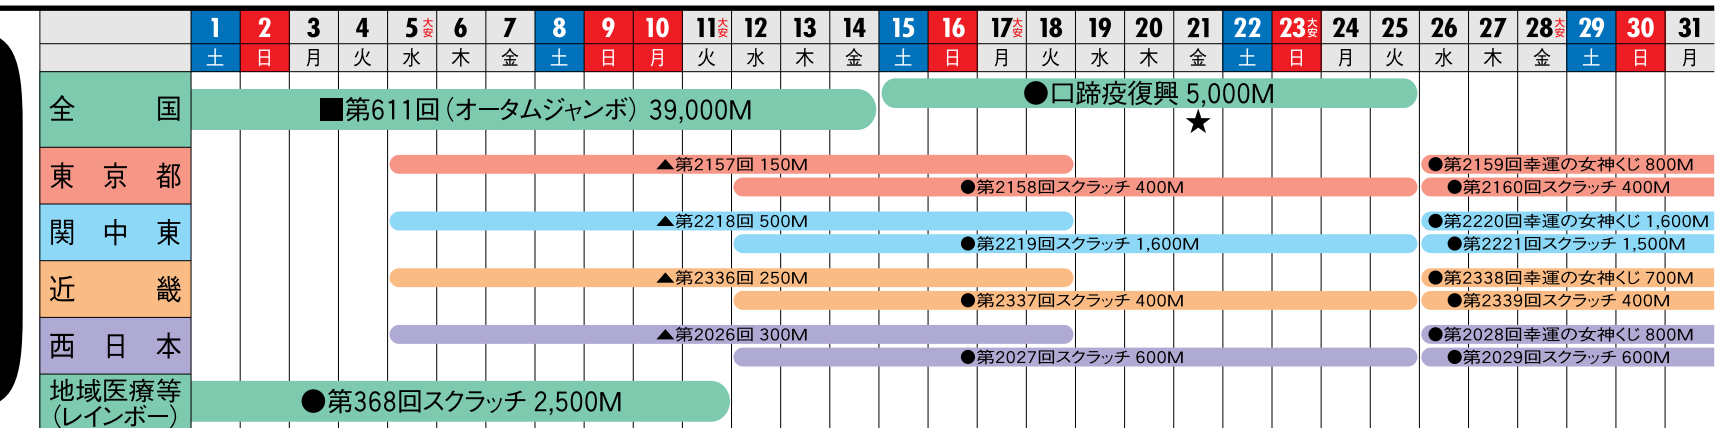 1 2 3 4 5大安 6 7 8 9 10 11大安 12 13 14 15 16 17大安 18 19 20 21 22 23大安 24 25 26 27 28大安 29 30 31
土 日 月 火 水 木 金 土 日 月 火 水 木 金 土 日 月 火 水 木 金 土 日 月 火 水 木 金 土 日 月
全国 ■第611回(オータムジャンボ) 39,000M ●口蹄疫復興 5,000M
★
東京都 ▲第2157回 150M ●第2159回幸運の女神くじ 800M
●第2158回スクラッチ 400M ●第2160回スクラッチ 400M
関中東 ▲第2218回 500M ●第2220回幸運の女神くじ 1,600M
●第2219回スクラッチ 1,600M ●第2221回スクラッチ 1,500M
近畿 ▲第2336回 250M ●第2338回幸運の女神くじ 700M
●第2337回スクラッチ 400M ●第2339回スクラッチ 400M
西日本 ▲第2026回 300M ●第2028回幸運の女神くじ 800M
●第2027回スクラッチ 600M ●第2029回スクラッチ 600M
地域医療等
(レインボー) ●第368回スクラッチ 2,500M